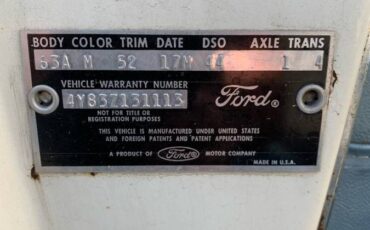 BODY COLOR TRIM DATE DSO AXLE TRANS
63A M 52 17M 1 4
VEHICLE WARRANTY NUMBER
4Y83Z131113 Ford®
NOT FOR TITLE OR
REGISTRATION PURPOSES
THIS VEHICLE IS MANUFACTURED UNDER UNITED STATES
AND FOREIGN PATENTS AND PATENT APPLICATIONS
A PRODUCT OF Ford MOTOR COMPANY
MADE IN U.S.A.